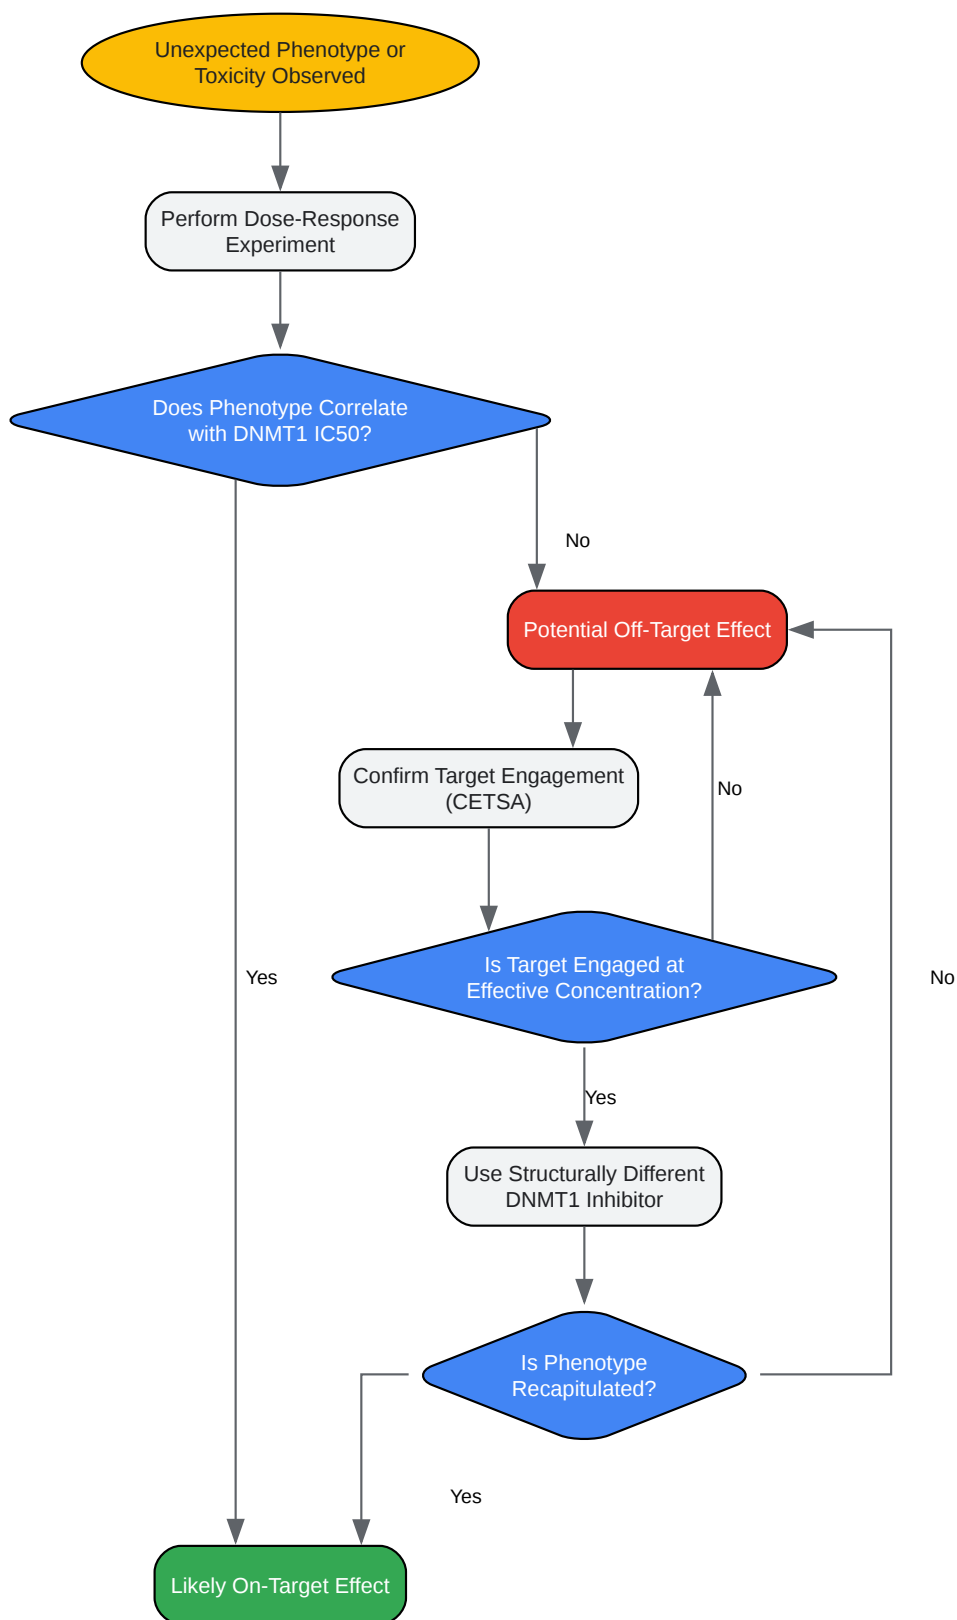 Unexpected Phenotype or
Toxicity Observed
Perform Dose-Response
Experiment
Does Phenotype Correlate
with DNMT1 IC50?
No
Potential Off-Target Effect
Confirm Target Engagement
(CETSA)
No
Is Target Engaged at
Effective Concentration?
Yes
No
Yes
Use Structurally Different
DNMT1 Inhibitor
Is Phenotype
Recapitulated?
Yes
Likely On-Target Effect